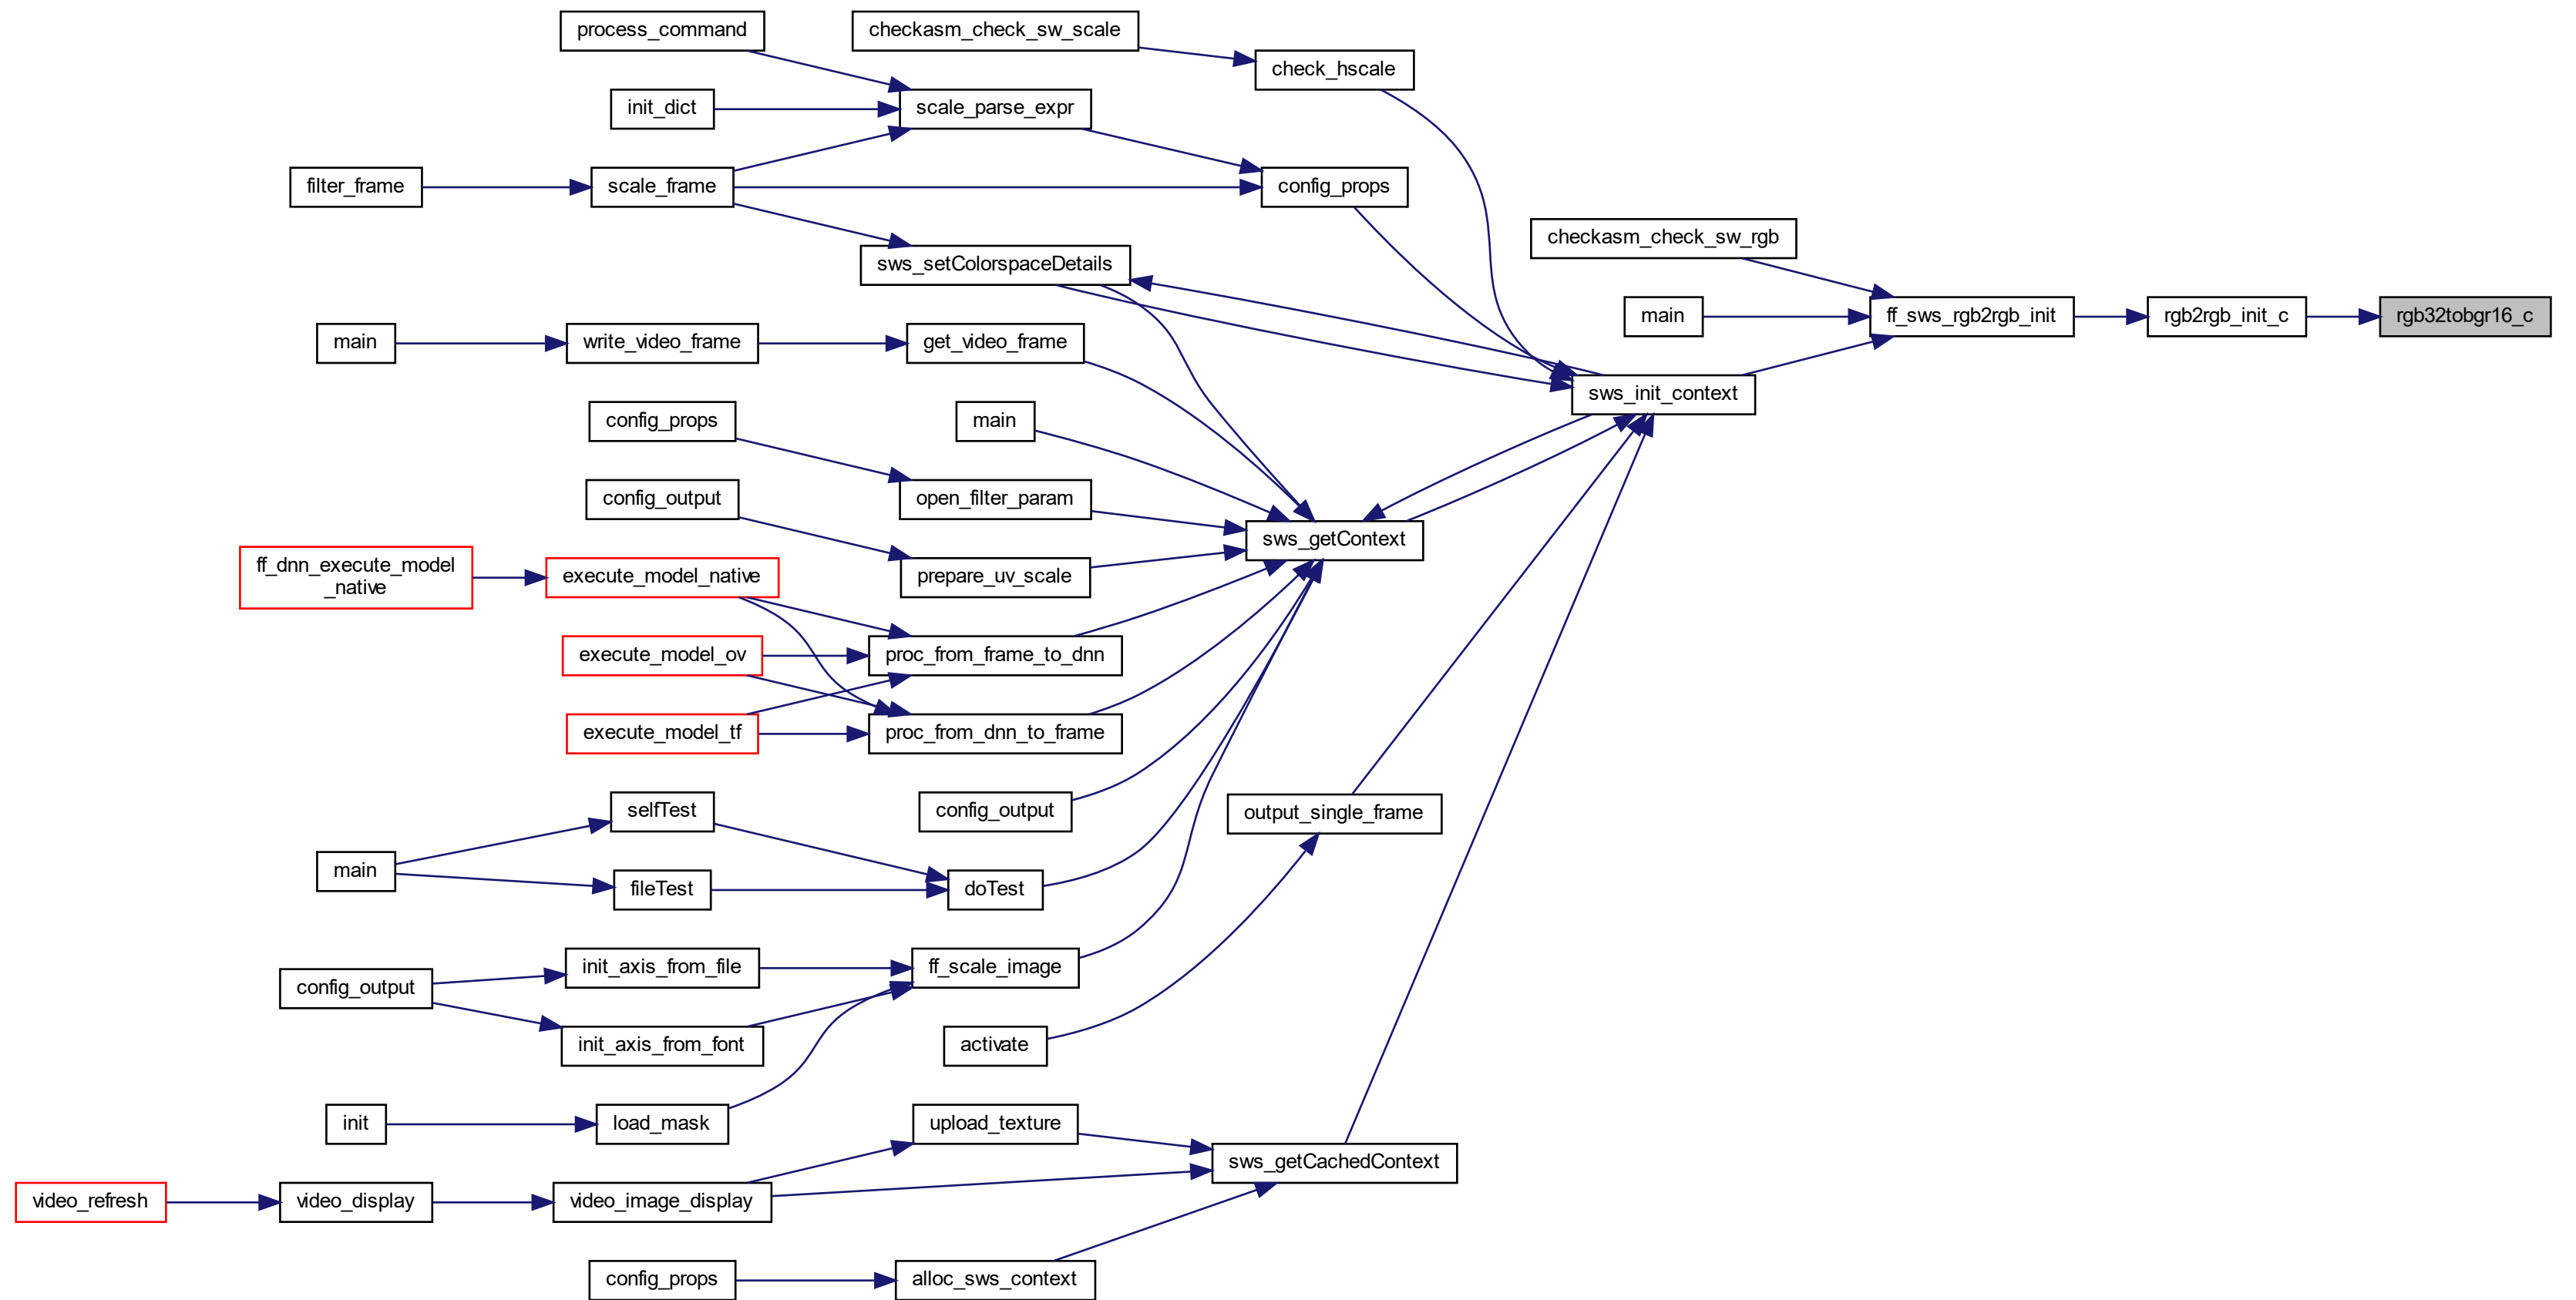 process_command
checkasm_check_sw_scale
check_hscale
init_dict
scale_parse_expr
filter_frame
scale_frame
config_props
checkasm_check_sw_rgb
sws_setColorspaceDetails
main
ff_sws_rgb2rgb_init
rgb2rgb_init_c
rgb32tobgr16_c
main
write_video_frame
get_video_frame
sws_init_context
config_props
main
config_output
open_filter_param
sws_getContext
ff_dnn_execute_model
_native
execute_model_native
prepare_uv_scale
execute_model_ov
proc_from_frame_to_dnn
execute_model_tf
proc_from_dnn_to_frame
selfTest
config_output
output_single_frame
main
fileTest
doTest
config_output
init_axis_from_file
ff_scale_image
init_axis_from_font
activate
init
load_mask
upload_texture
sws_getCachedContext
video_refresh
video_display
video_image_display
config_props
alloc_sws_context